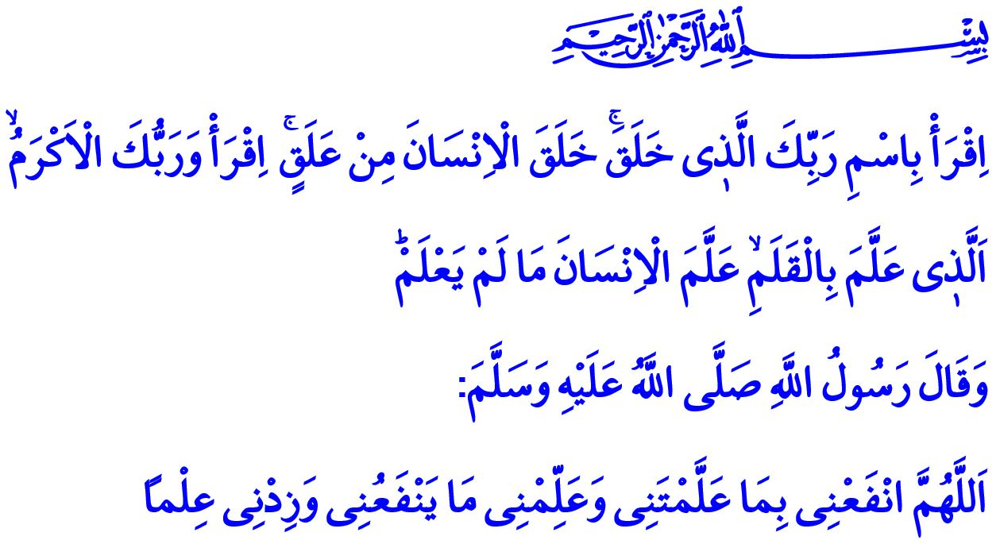 بِسْمِ اللّٰهِ الرَّحْمٰنِ الرَّحِيمِ
اِقْرَأْ بِاسْمِ رَبِّكَ الَّذٖى خَلَقَۚ خَلَقَ الْاِنْسَانَ مِنْ عَلَقٍۚ اِقْرَأْ وَرَبُّكَ الْاَكْرَمُۙ
اَلَّذٖى عَلَّمَ بِالْقَلَمِۙ عَلَّمَ الْاِنْسَانَ مَا لَمْ يَعْلَمْؕ
وَقَالَ رَسُولُ اللَّهِ صَلَّى اللَّهُ عَلَيْهِ وَسَلَّمَ:
اَللَّهُمَّ انْفَعْنِى بِمَا عَلَّمْتَنِى وَعَلِّمْنِى مَا يَنْفَعُنِى وَزِدْنِى عِلْماً